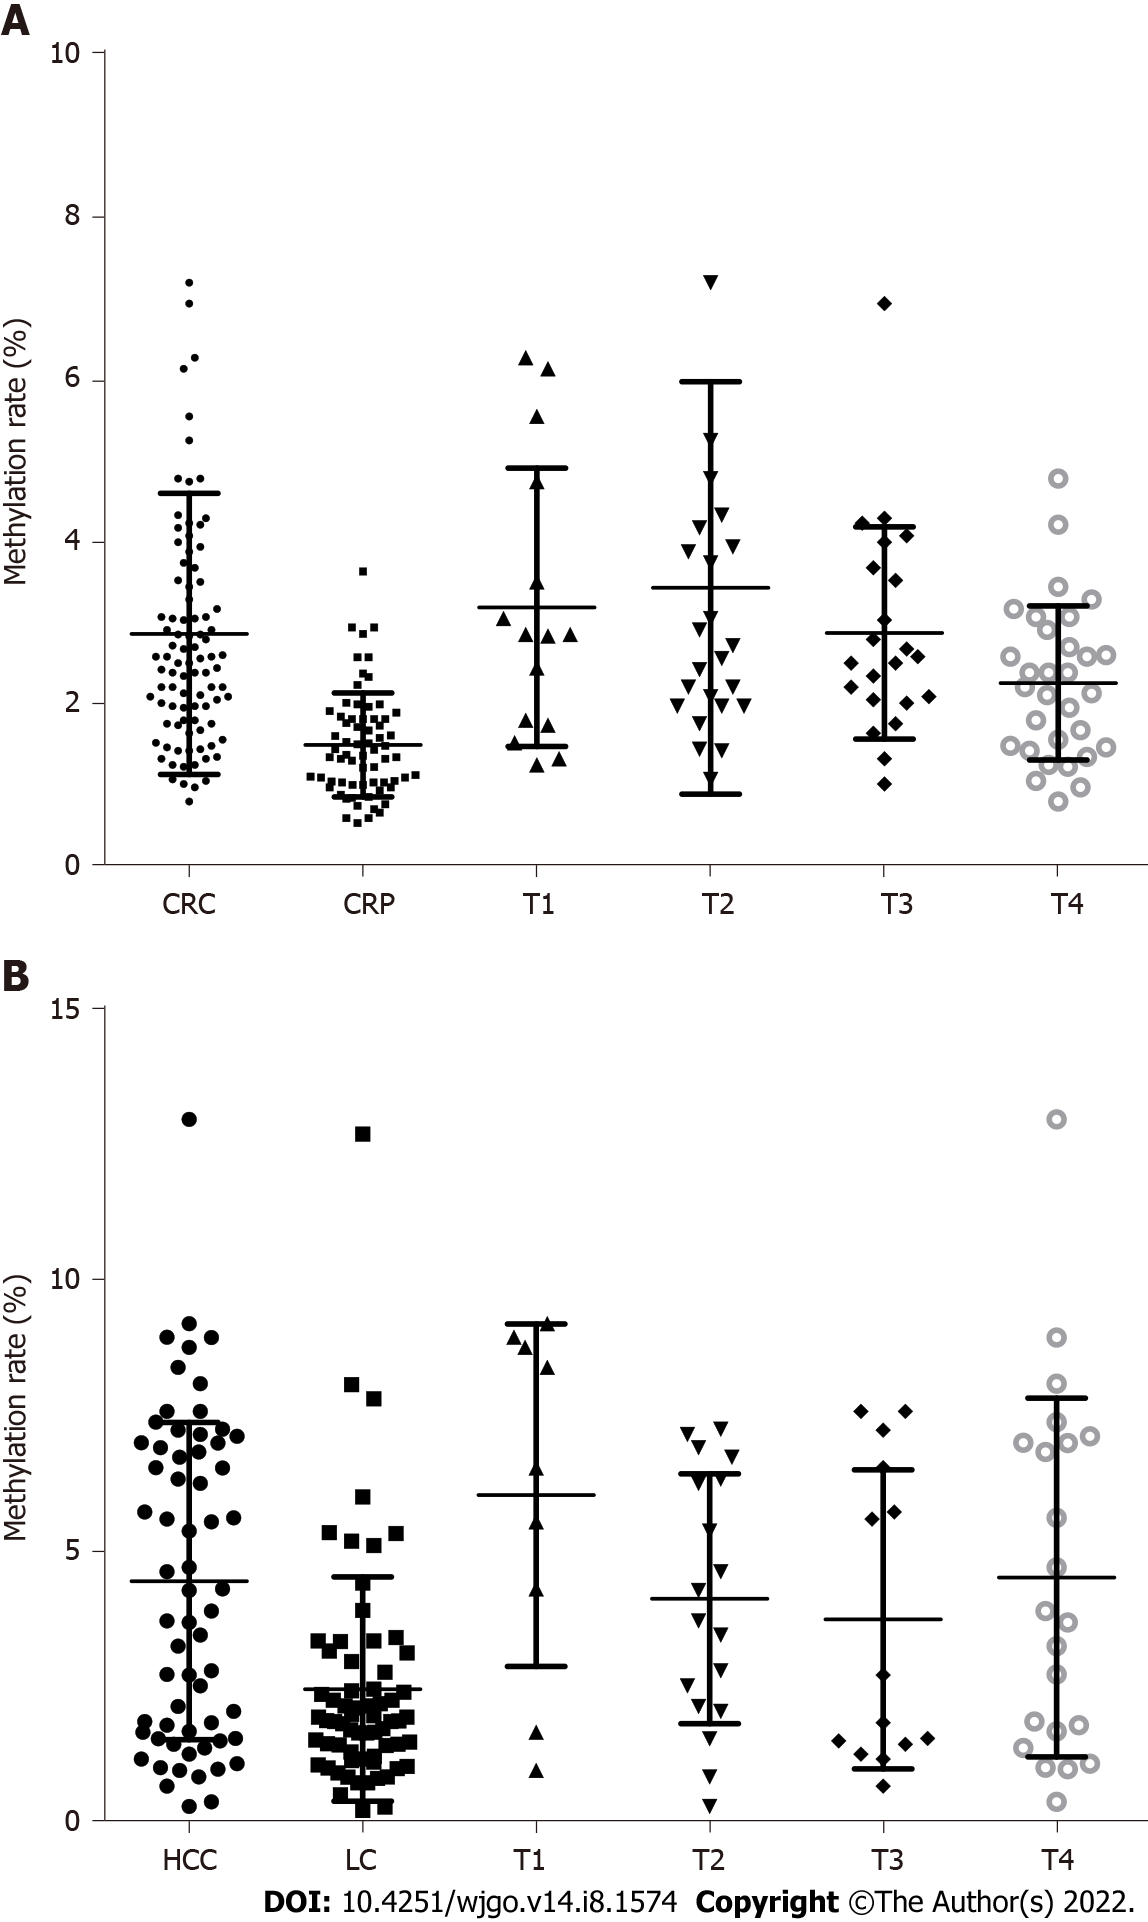 A
10
8
6
4
2
0
Methylation rate (%)
CRC CRP T1 T2 T3 T4
B
15
10
5
0
Methylation rate (%)
HCC LC T1 T2 T3 T4
DOI: 10.4251/wjgo.v14.i8.1574 Copyright ©The Author(s) 2022.